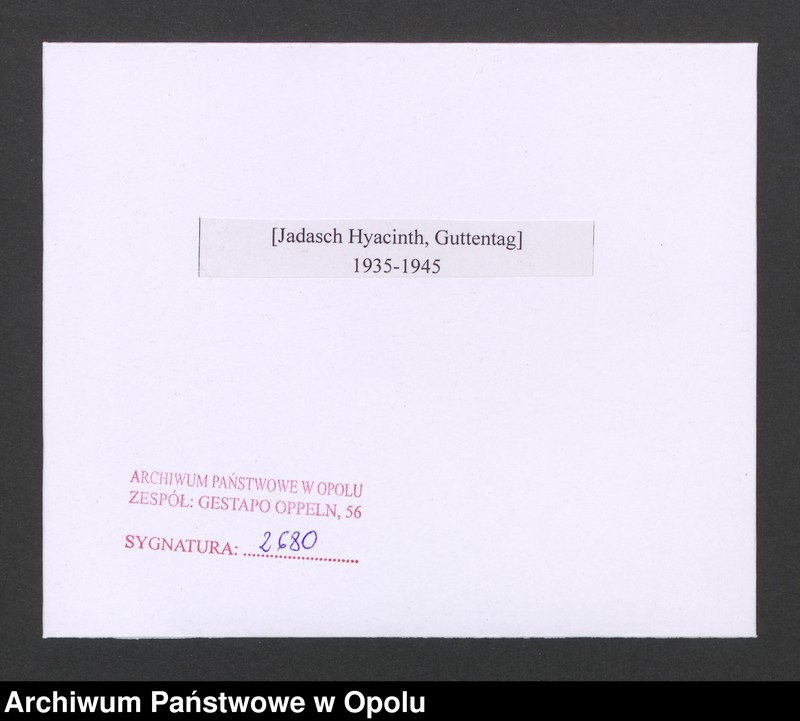 [Jadasch Hyacinth, Guttentag]
1935-1945
ARCHIWUM PAŃSTWOWE W OPOLU
ZESPÓŁ: GESTAPO OPPELN, 56
SYGNATURA: 2680
Archiwum Państwowe w Opolu